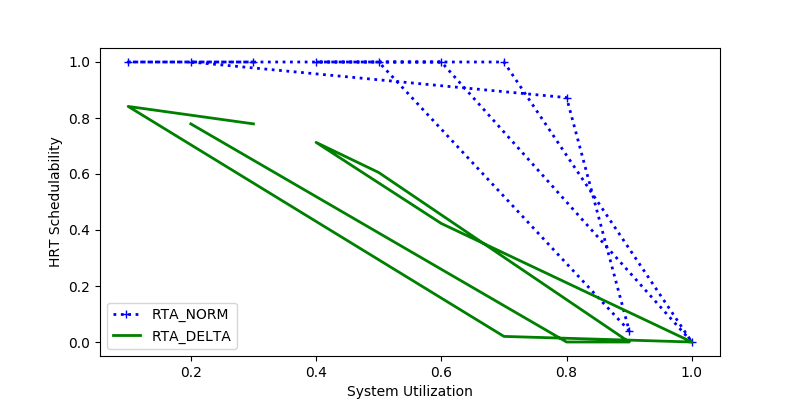 1.0
0.8
0.6
0.4
0.2
0.0
HRT Schedulability
RTA_NORM
RTA_DELTA
0.2 0.4 0.6 0.8 1.0
System Utilization